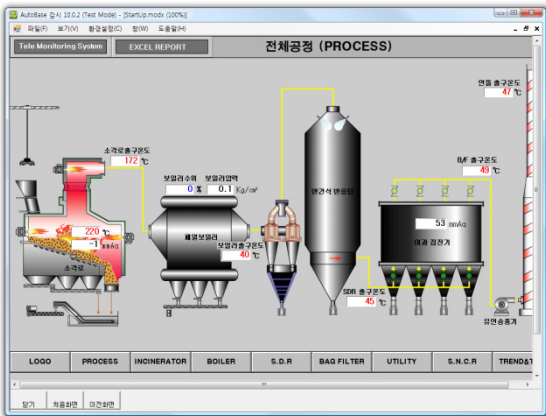 AutoBase 감시 10.0.2 (Test Mode) - [StartUp.modx (100%)]
파일(F) 보기(V) 환경설정(C) 창(W) 도움말(H)
Tele Monitoring System
EXCEL REPORT
전체공정 (PROCESS)
연돌 출구온도
47 ℃
소각로출구온도
172 ℃
보일러수위 보일러압력
0 % 0.1 Kg/㎠
B/F 출구온도
49 ℃
반건식 반응탑
220 ℃
-1 mmAq
소각로
폐열보일러
보일러출구온도
40 ℃
53 mmAq
여과 집진기
SDR 출구온도
45 ℃
유인송풍기
LOGO PROCESS INCINERATOR BOILER S.D.R BAG FILTER UTILITY S.N.C.R TREND&T
닫기 처음화면 이전화면